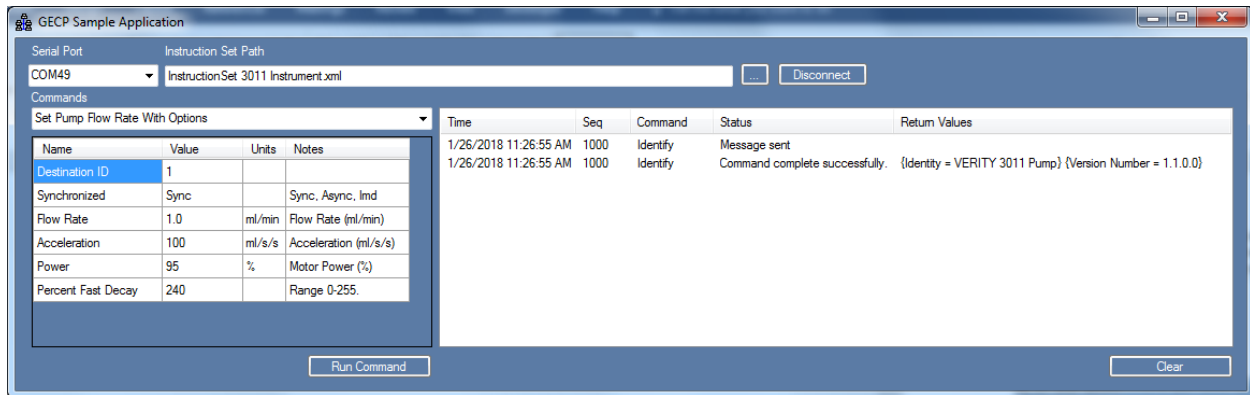 GECP Sample Application
Serial Port Instruction Set Path
COM49 InstructionSet 3011 Instrument.xml ... Disconnect
Commands
Set Pump Flow Rate With Options
Name Value Units Notes
Destination ID 1
Synchronized Sync Sync, Async, Imd
Flow Rate 1.0 ml/min Flow Rate (ml/min)
Acceleration 100 ml/s/s Acceleration (ml/s/s)
Power 95 % Motor Power (%)
Percent Fast Decay 240 Range 0-255.
Run Command
Time Seq Command Status Return Values
1/26/2018 11:26:55 AM 1000 Identify Message sent
1/26/2018 11:26:55 AM 1000 Identify Command complete successfully. {Identity = VERITY 3011 Pump} {Version Number = 1.1.0.0}
Clear